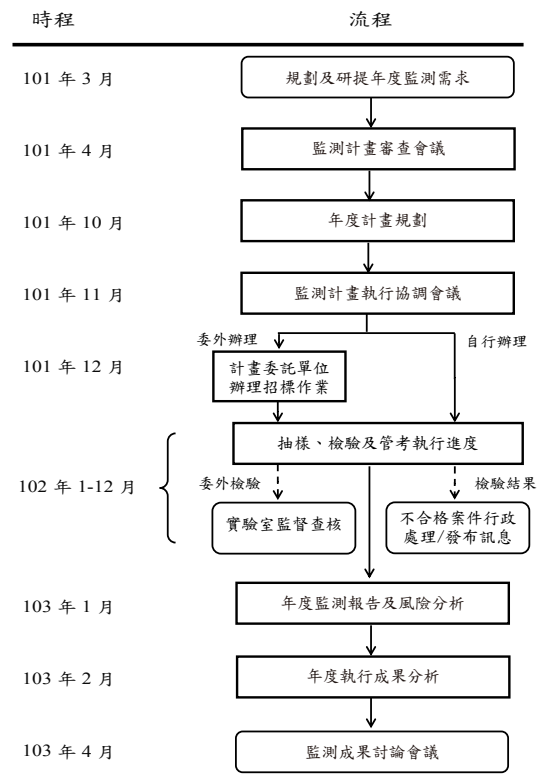 時程 流程
101 年 3 月 規劃及研提年度監測需求
101 年 4 月 監測計畫審查會議
101 年 10 月 年度計畫規劃
101 年 11 月 監測計畫執行協調會議
委外辦理 自行辦理
101 年 12 月 計畫委託單位
辦理招標作業
抽樣、檢驗及管考執行進度
102 年 1-12 月 委外檢驗 檢驗結果
實驗室監督查核 不合格案件行政
處理/發布訊息
103 年 1 月 年度監測報告及風險分析
103 年 2 月 年度執行成果分析
103 年 4 月 監測成果討論會議